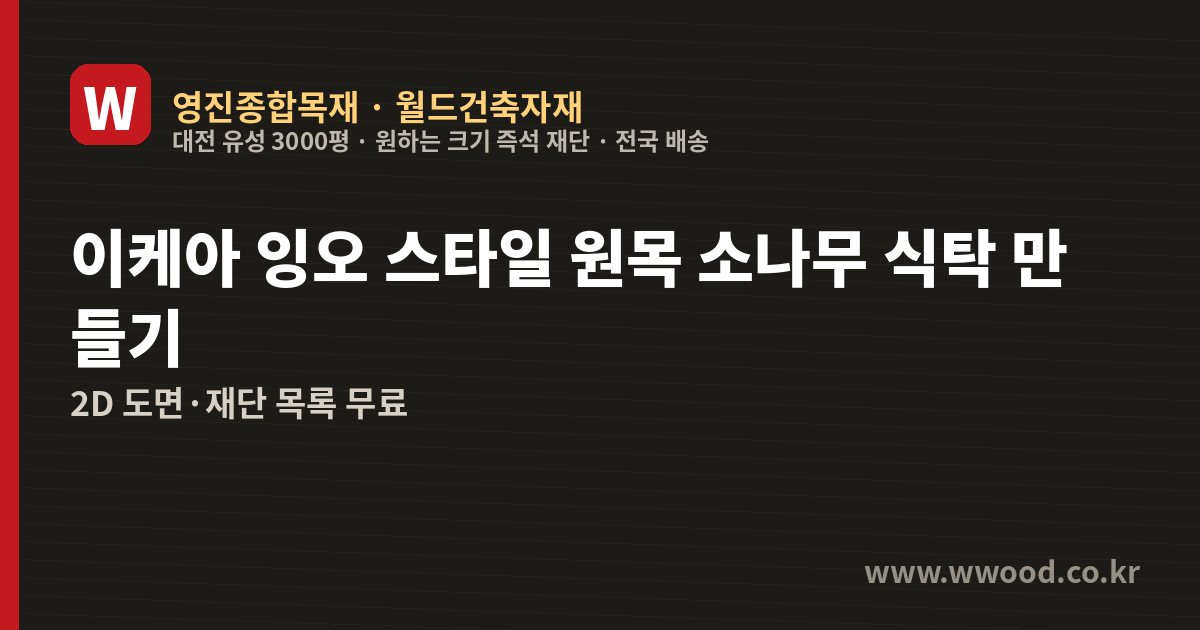 W
영진종합목재 · 월드건축자재
대전 유성 3000평 · 원하는 크기 즉석 재단 · 전국 배송
이케아 잉오 스타일 원목 소나무 식탁 만
들기
2D 도면·재단 목록 무료
www.wwood.co.kr